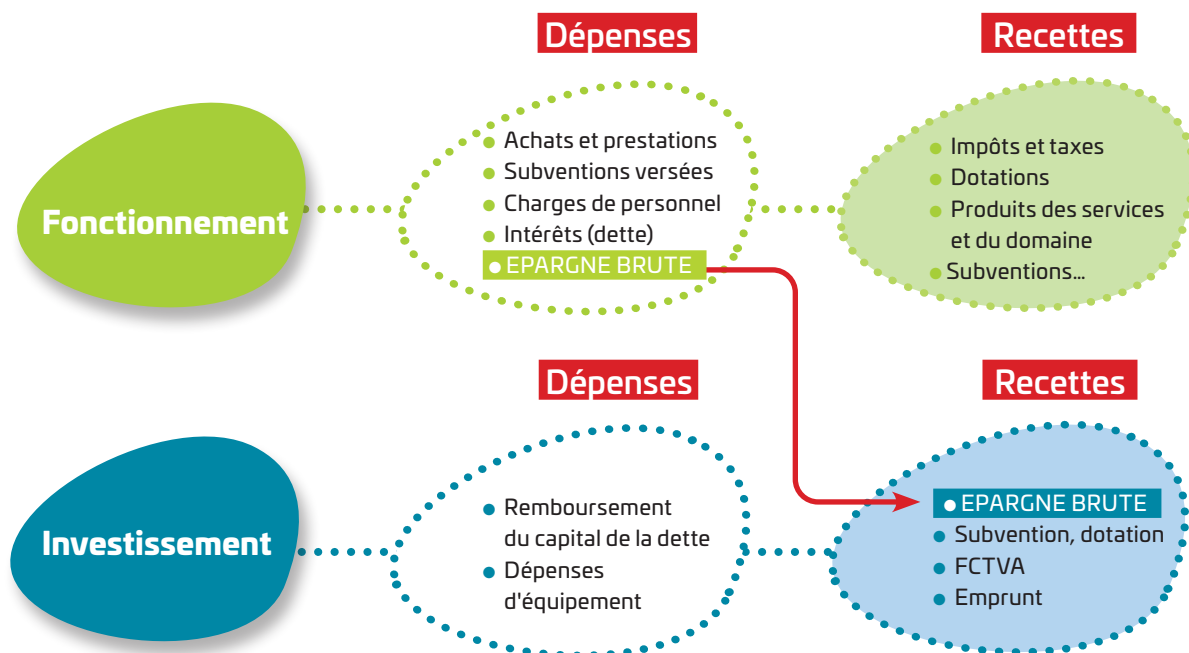 Dépenses
Recettes
Fonctionnement
Achats et prestations
Subventions versées
Charges de personnel
Intérêts (dette)
EPARGNE BRUTE
Impôts et taxes
Dotations
Produits des services
et du domaine
Subventions...
Dépenses
Recettes
Investissement
Remboursement
du capital de la dette
Dépenses
d'équipement
EPARGNE BRUTE
Subvention, dotation
FCTVA
Emprunt